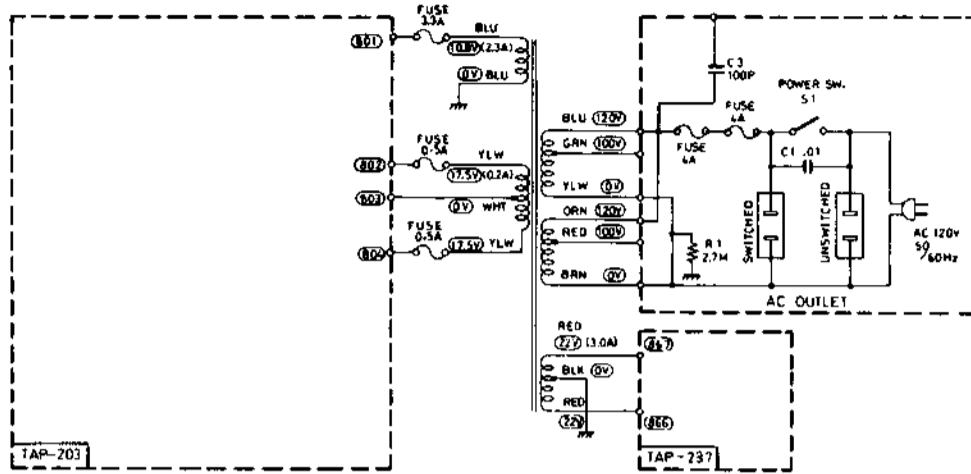 FUSE
3.3A
801
BLU
10.8V (2.3A)
0V
BLU
FUSE
0.5A
802
YLW
17.5V (0.2A)
803
0V
WHT
FUSE
0.5A
804
17.5V
YLW
TAP-203
BLU 120V
GRN 100V
YLW 0V
ORN 120V
RED 100V
BRN 0V
C3
100P
POWER SW.
S1
FUSE
4A
FUSE
4A
C1 .01
R1
2.7M
SWITCHED
UNSWITCHED
AC 120V
50
/60Hz
AC OUTLET
RED
22V (3.0A)
BLK 0V
RED
22V
867
866
TAP-237